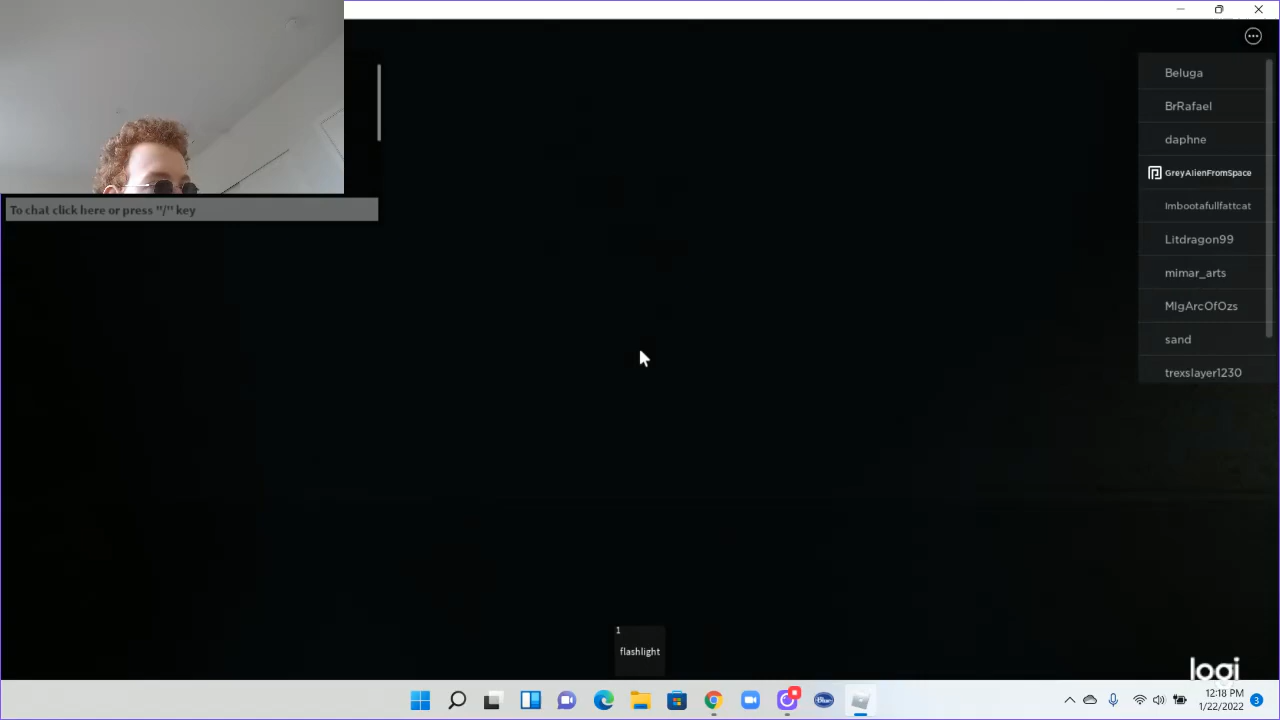 To chat click here or press "/" key
Beluga
BrRafael
daphne
GreyAlienFromSpace
Imbootafullfattcat
Litdragon99
mimar_arts
MlgArcOfOzs
sand
trexslayer1230
1
flashlight
logi
12:18 PM
1/22/2022
3